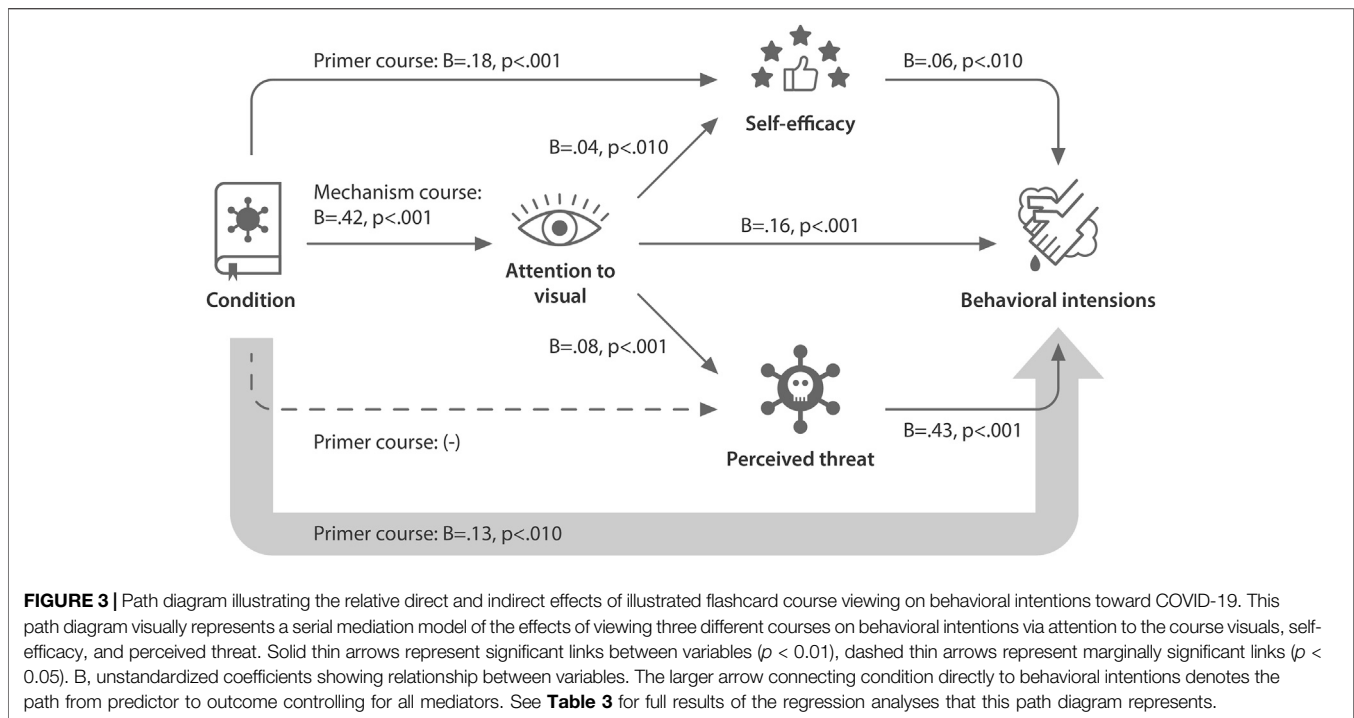 Primer course: B=.18, p<.001
B=.06, p<.010
Self-efficacy
B=.04, p<.010
Mechanism course:
B=.42, p<.001
B=.16, p<.001
Attention to
visual
Condition
Behavioral intensions
B=.08, p<.001
Primer course: (-)
B=.43, p<.001
Perceived threat
Primer course: B=.13, p<.010
FIGURE 3 | Path diagram illustrating the relative direct and indirect effects of illustrated flashcard course viewing on behavioral intentions toward COVID-19. This
path diagram visually represents a serial mediation model of the effects of viewing three different courses on behavioral intentions via attention to the course visuals, self-
efficacy, and perceived threat. Solid thin arrows represent significant links between variables (p < 0.01), dashed thin arrows represent marginally significant links (p <
0.05). B, unstandardized coefficients showing relationship between variables. The larger arrow connecting condition directly to behavioral intentions denotes the
path from predictor to outcome controlling for all mediators. See Table 3 for full results of the regression analyses that this path diagram represents.